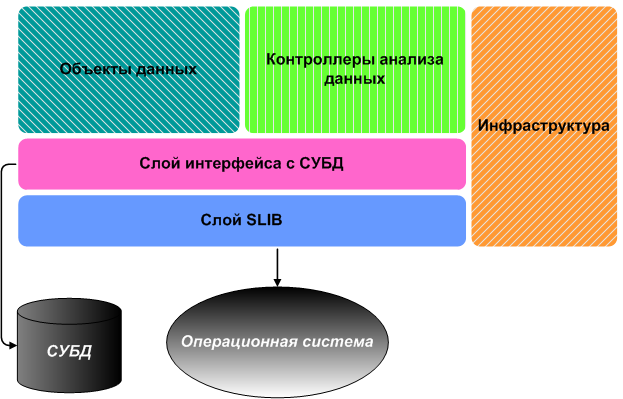 Объекты данных
Контроллеры анализа
данных
Инфраструктура
Слой интерфейса с СУБД
Слой SLIB
СУБД
Операционная система